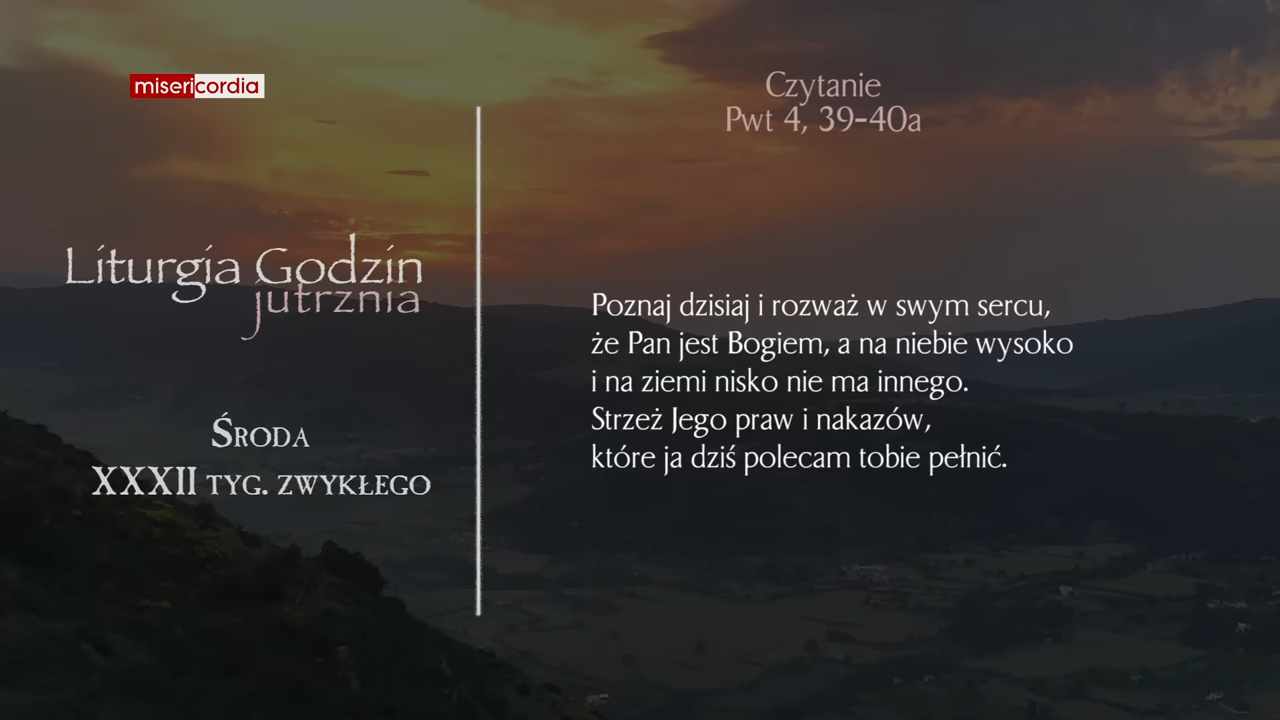 misericordia
Liturgia Godzin
jutrznia
Środa
XXXII tyg. zwykłego
Czytanie
Pwt 4, 39-40a
Poznaj dzisiaj i rozważ w swym sercu,
że Pan jest Bogiem, a na niebie wysoko
i na ziemi nisko nie ma innego.
Strzeż Jego praw i nakazów,
które ja dziś polecam tobie pełnić.